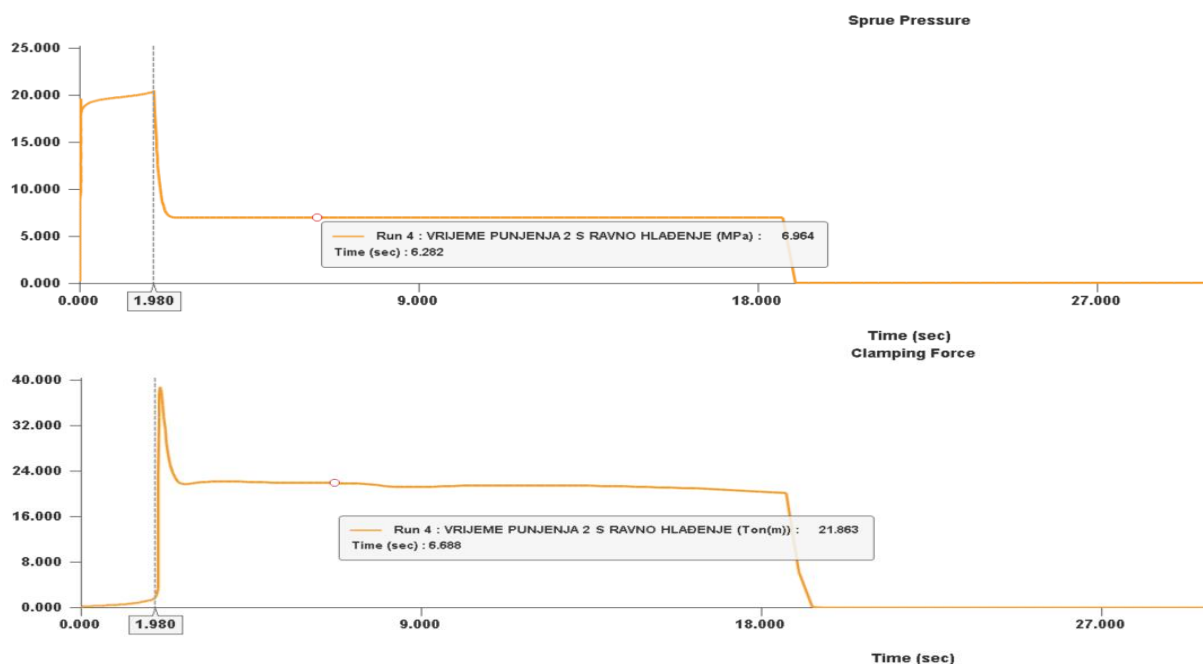 Sprue Pressure
25.000
20.000
15.000
10.000
5.000
0.000
Run 4 : VRIJEME PUNJENJA 2 S RAVNO HLAĐENJE (MPa) : 6.964
Time (sec) : 6.282
0.000 1.980 9.000 18.000 27.000
Time (sec)
Clamping Force
40.000
32.000
24.000
16.000
8.000
0.000
Run 4 : VRIJEME PUNJENJA 2 S RAVNO HLAĐENJE (Ton(m)) : 21.863
Time (sec) : 6.688
0.000 1.980 9.000 18.000 27.000
Time (sec)